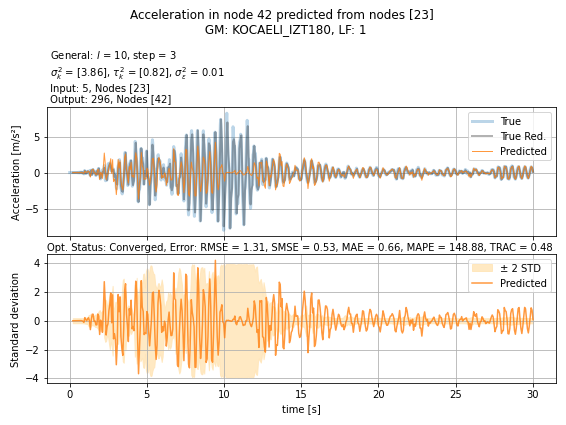 Acceleration in node 42 predicted from nodes [23]
GM: KOCAELI_IZT180, LF: 1
General: l = 10, step = 3
σ²ₖ = [3.86], τ²ₖ = [0.82], σ²ε = 0.01
Input: 5, Nodes [23]
Output: 296, Nodes [42]
True
True Red.
Predicted
Acceleration [m/s²]
5
0
−5
Opt. Status: Converged, Error: RMSE = 1.31, SMSE = 0.53, MAE = 0.66, MAPE = 148.88, TRAC = 0.48
± 2 STD
Predicted
Standard deviation
4
2
0
−2
−4
0 5 10 15 20 25 30
time [s]